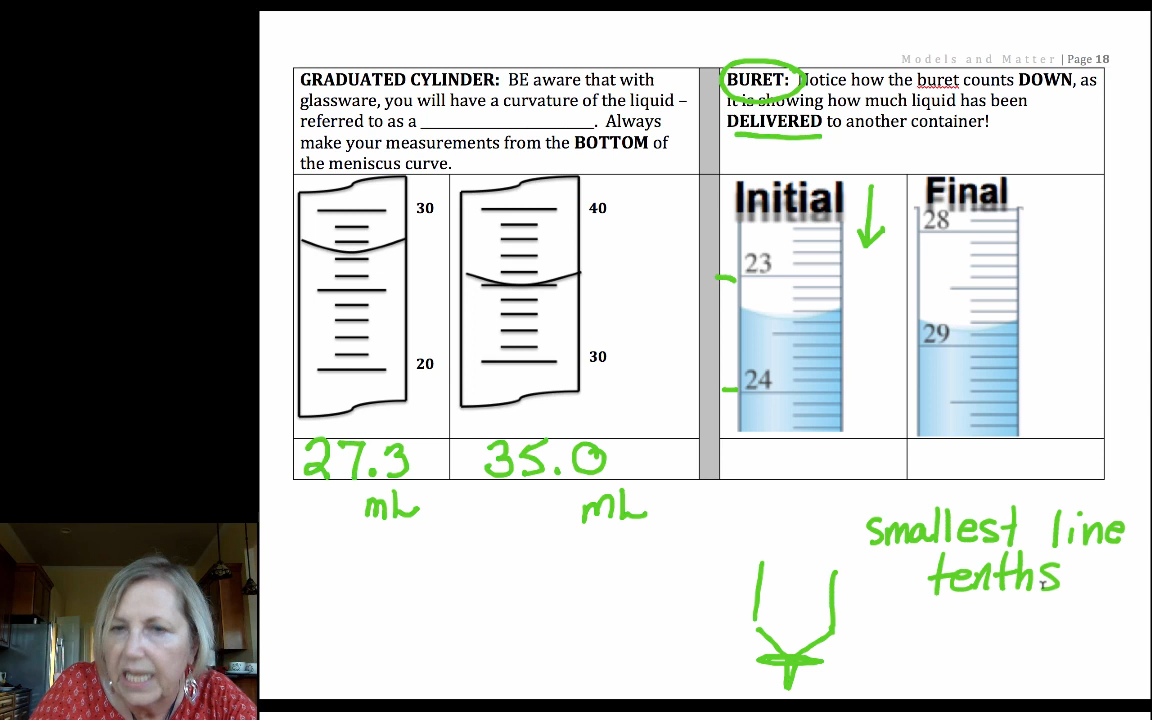 Models and Matter | Page 18
GRADUATED CYLINDER: BE aware that with
glassware, you will have a curvature of the liquid –
referred to as a ______________________. Always
make your measurements from the BOTTOM of
the meniscus curve.
BURET: Notice how the buret counts DOWN, as
it is showing how much liquid has been
DELIVERED to another container!
30
20
40
30
Initial
23
24
Final
28
29
27.3
mL
35.0
mL
smallest line
tenths